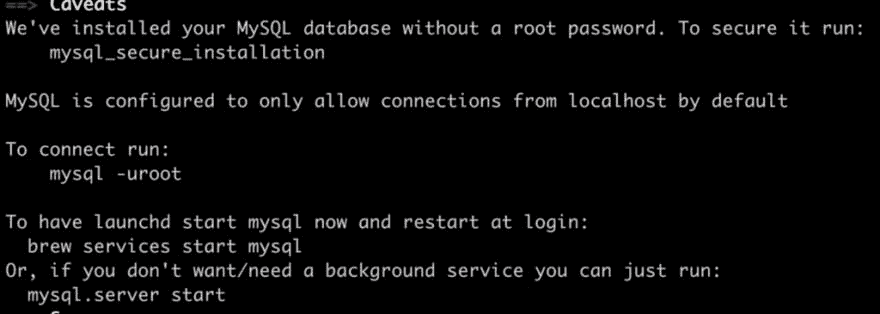 ==> Caveats
We've installed your MySQL database without a root password. To secure it run:
    mysql_secure_installation

MySQL is configured to only allow connections from localhost by default

To connect run:
    mysql -uroot

To have launchd start mysql now and restart at login:
  brew services start mysql
Or, if you don't want/need a background service you can just run:
  mysql.server start